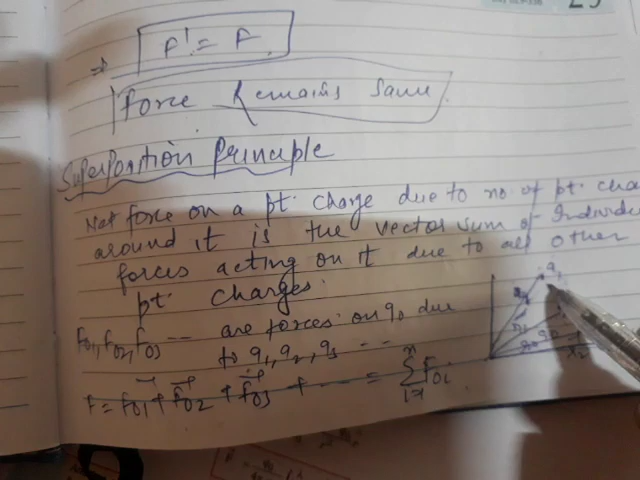 29
⇒ F' = F
force Remains same.
Superposition Principle
Net force on a pt. charge due to no. of pt. cha
around it is the vector sum of Individu
forces acting on it due to all other
pt. charges.
f01, f02, f03 -- are forces on q0 due
to q1, q2, q3 --
F = f01 + f02 + f03 + ---- = Σ F0i
q1